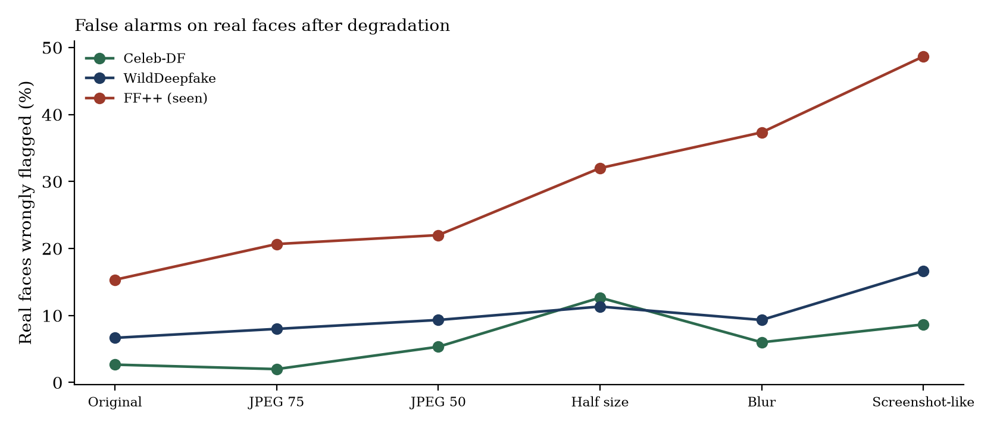 False alarms on real faces after degradation
Real faces wrongly flagged (%)
50
40
30
20
10
0
Celeb-DF
WildDeepfake
FF++ (seen)
Original
JPEG 75
JPEG 50
Half size
Blur
Screenshot-like